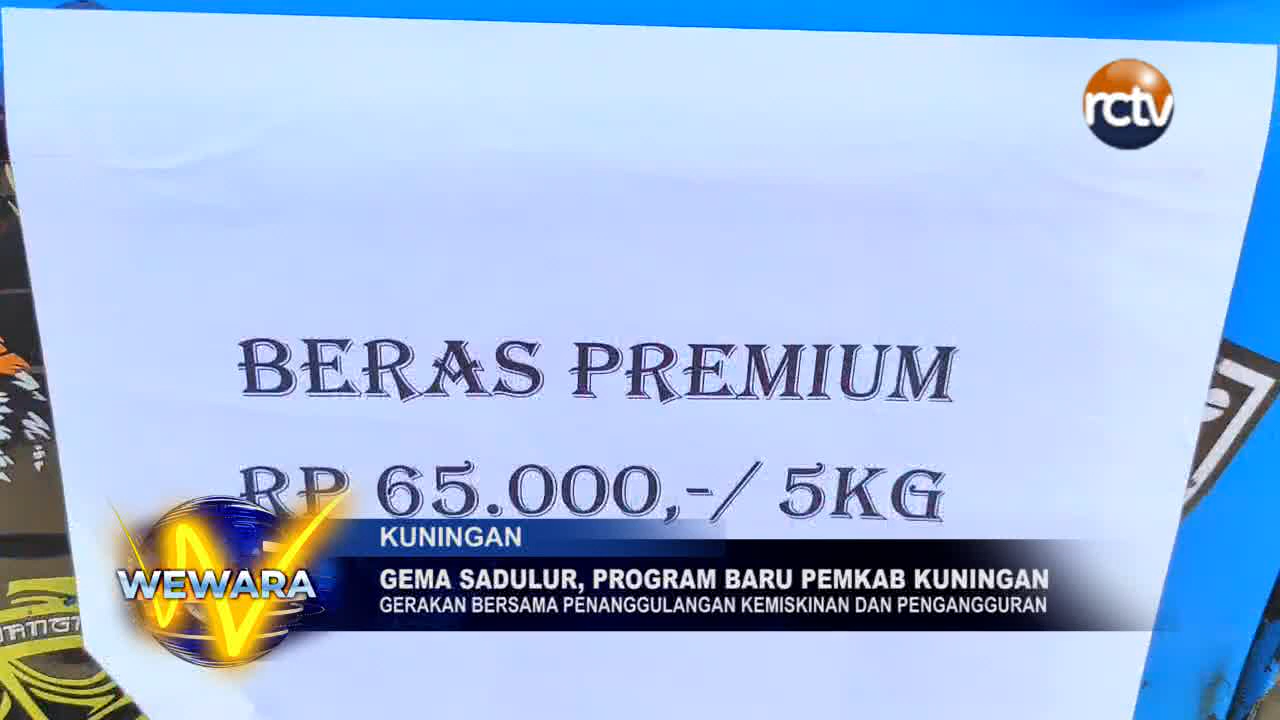 rctv
BERAS PREMIUM
RP 65.000,-/ 5KG
KUNINGAN
WEWARA
GEMA SADULUR, PROGRAM BARU PEMKAB KUNINGAN
GERAKAN BERSAMA PENANGGULANGAN KEMISKINAN DAN PENGANGGURAN